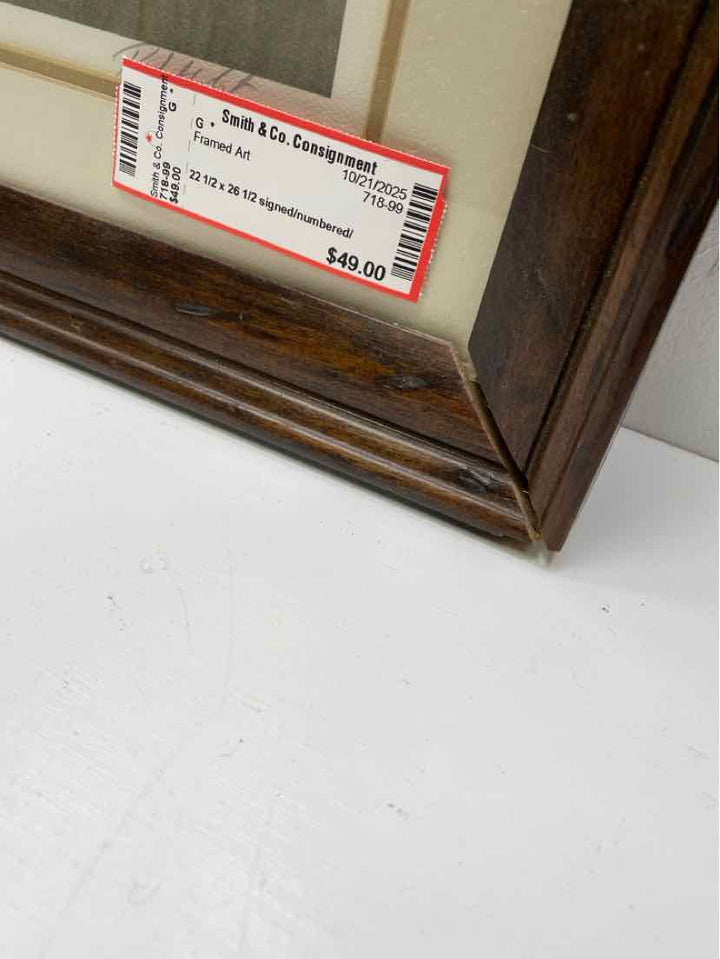 Smith & Co. Consignment
G *
718-99
$49.00
Smith & Co. Consignment
G *
Framed Art
10/21/2025
718-99
22 1/2 x 26 1/2 signed/numbered/
$49.00